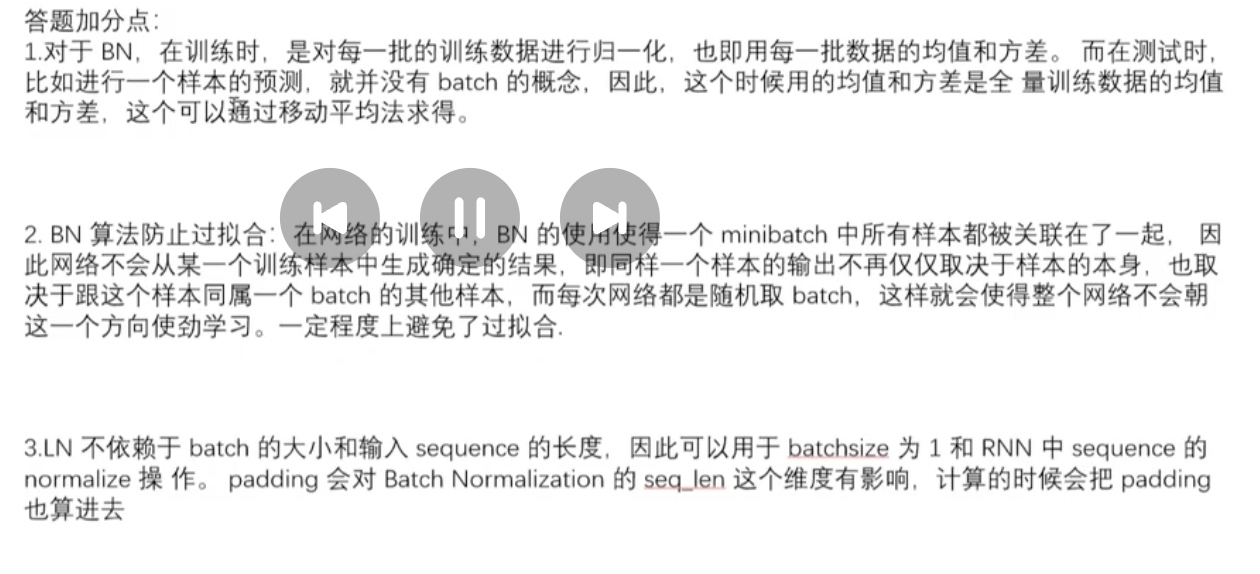 答题加分点：
1.对于 BN，在训练时，是对每一批的训练数据进行归一化，也即用每一批数据的均值和方差。 而在测试时，
比如进行一个样本的预测，就并没有 batch 的概念，因此，这个时候用的均值和方差是全 量训练数据的均值
和方差，这个可以通过移动平均法求得。
2. BN 算法防止过拟合：在网络的训练中，BN 的使用使得一个 minibatch 中所有样本都被关联在了一起， 因
此网络不会从某一个训练样本中生成确定的结果，即同样一个样本的输出不再仅仅取决于样本的本身，也取
决于跟这个样本同属一个 batch 的其他样本，而每次网络都是随机取 batch，这样就会使得整个网络不会朝
这一个方向使劲学习。一定程度上避免了过拟合.
3.LN 不依赖于 batch 的大小和输入 sequence 的长度，因此可以用于 batchsize 为 1 和 RNN 中 sequence 的
normalize 操 作。 padding 会对 Batch Normalization 的 seq_len 这个维度有影响，计算的时候会把 padding
也算进去